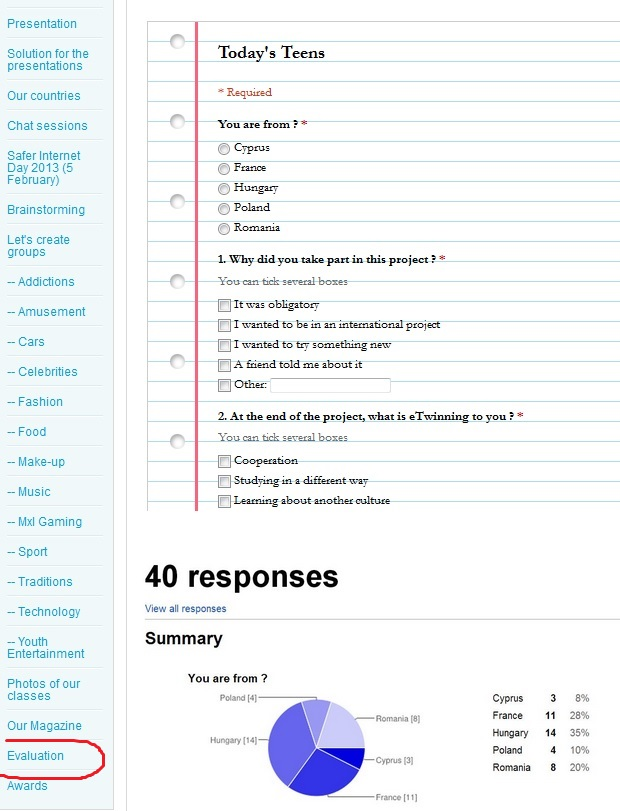 Presentation
Solution for the
presentations
Our countries
Chat sessions
Safer Internet
Day 2013 (5
February)
Brainstorming
Let's create
groups
-- Addictions
-- Amusement
-- Cars
-- Celebrities
-- Fashion
-- Food
-- Make-up
-- Music
-- Mxl Gaming
-- Sport
-- Traditions
-- Technology
-- Youth
Entertainment
Photos of our
classes
Our Magazine
Evaluation
Awards
Today's Teens
* Required
You are from ? *
Cyprus
France
Hungary
Poland
Romania
1. Why did you take part in this project ? *
You can tick several boxes
It was obligatory
I wanted to be in an international project
I wanted to try something new
A friend told me about it
Other:
2. At the end of the project, what is eTwinning to you ? *
You can tick several boxes
Cooperation
Studying in a different way
Learning about another culture
40 responses
View all responses
Summary
You are from ?
Poland [4]
Romania [8]
Hungary [14]
Cyprus [3]
France [11]
Cyprus 3 8%
France 11 28%
Hungary 14 35%
Poland 4 10%
Romania 8 20%